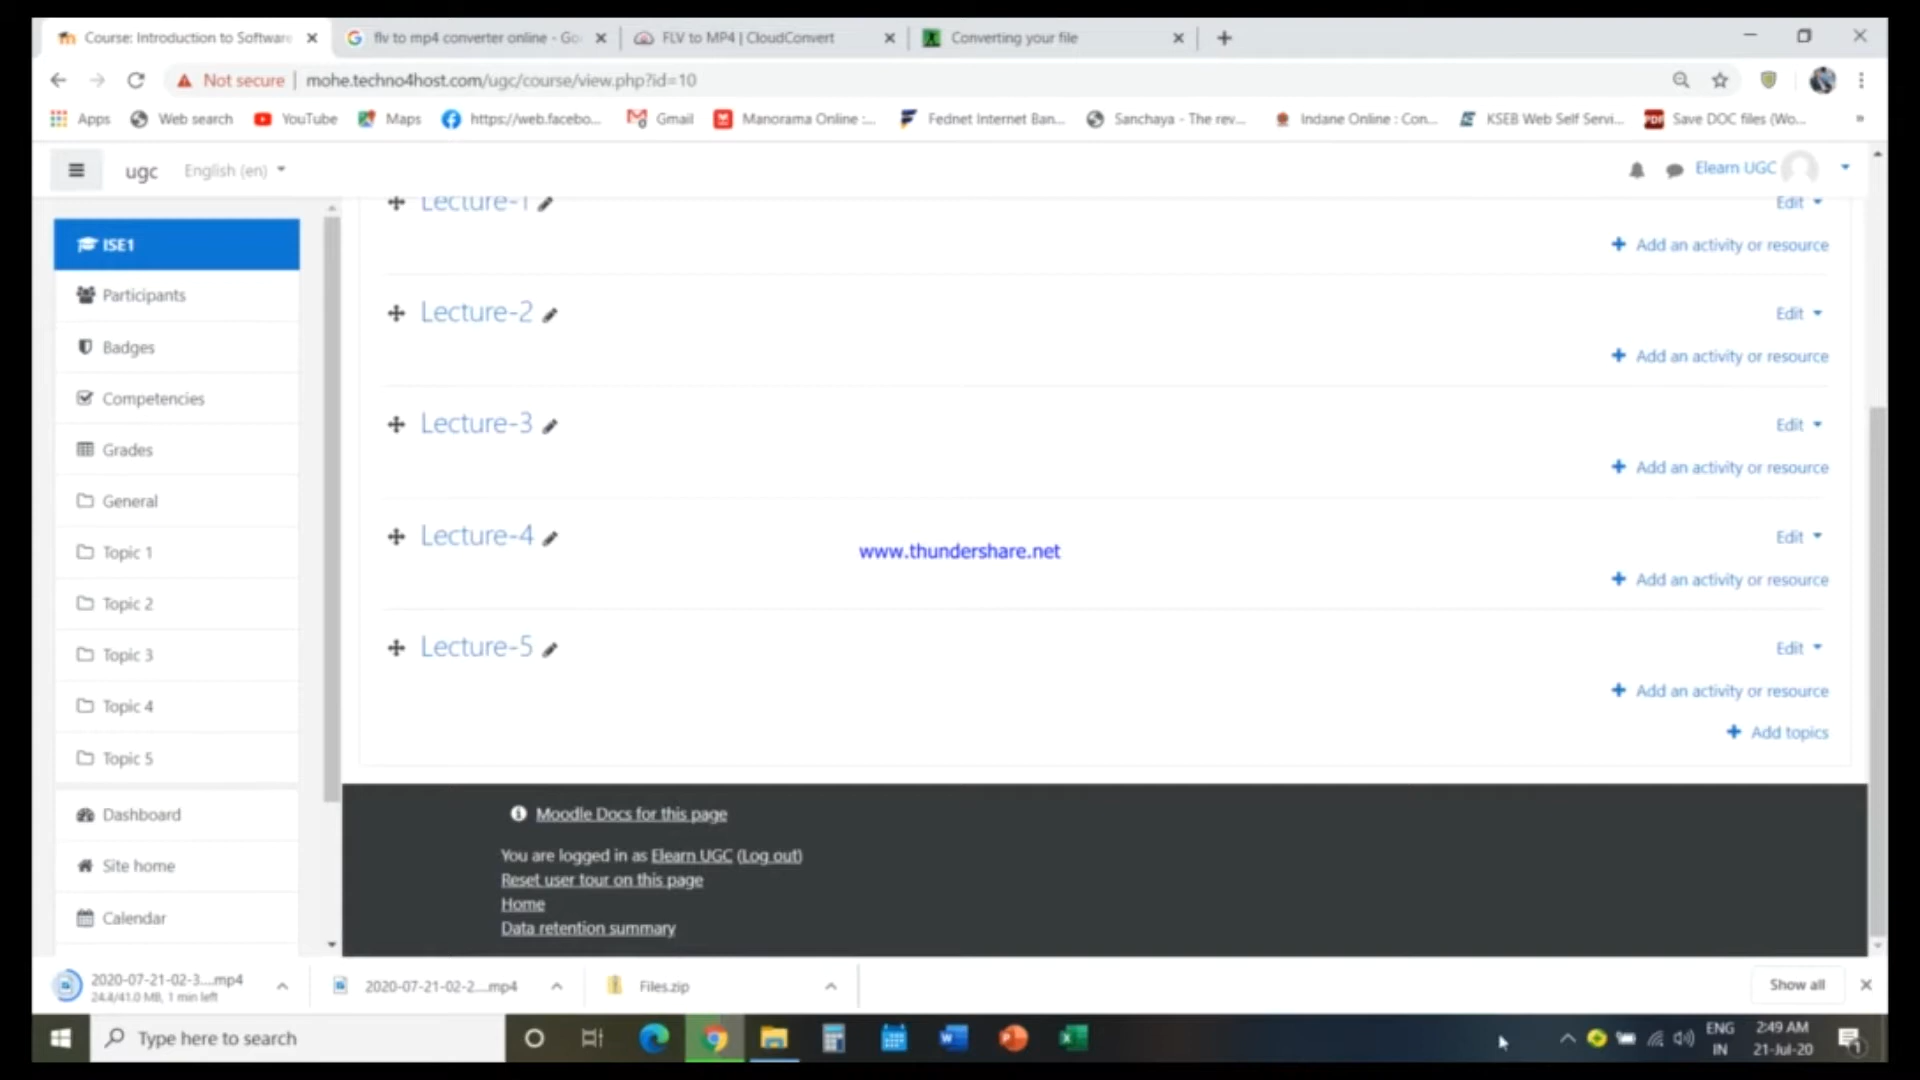 Course: Introduction to Software
flv to mp4 converter online - Go
FLV to MP4 | CloudConvert
Converting your file
Not secure | mohe.techno4host.com/ugc/course/view.php?id=10
Apps
Web search
YouTube
Maps
https://web.facebo...
Gmail
Manorama Online :...
Fednet Internet Ban...
Sanchaya - The rev...
Indane Online : Con...
KSEB Web Self Servi...
Save DOC files (Wo...
ugc
English (en)
Elearn UGC
ISE1
Participants
Badges
Competencies
Grades
General
Topic 1
Topic 2
Topic 3
Topic 4
Topic 5
Dashboard
Site home
Calendar
Lecture-1
Edit
Add an activity or resource
Lecture-2
Edit
Add an activity or resource
Lecture-3
Edit
Add an activity or resource
Lecture-4
Edit
www.thundershare.net
Add an activity or resource
Lecture-5
Edit
Add an activity or resource
Add topics
Moodle Docs for this page
You are logged in as Elearn UGC (Log out)
Reset user tour on this page
Home
Data retention summary
2020-07-21-02-3....mp4
24.4/41.0 MB, 1 min left
2020-07-21-02-2....mp4
Files.zip
Show all
Type here to search
ENG
IN
2:49 AM
21-Jul-20
1